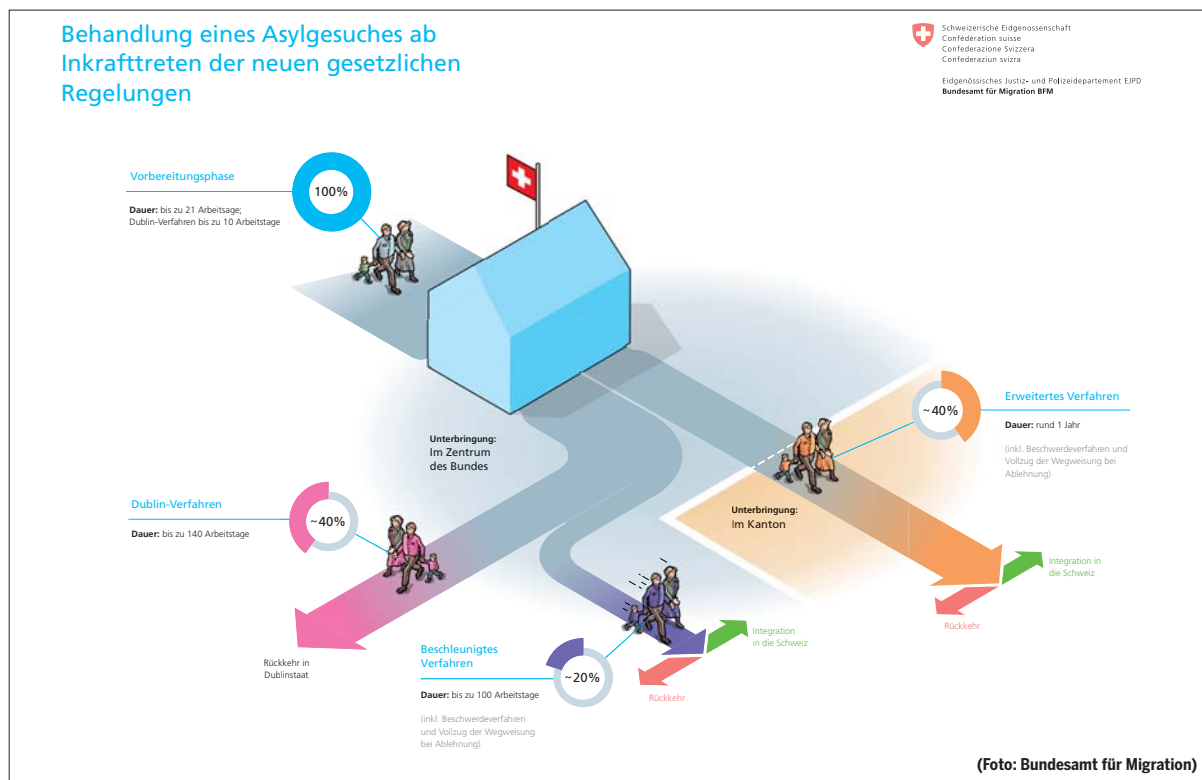 Behandlung eines Asylgesuches ab
Inkrafttreten der neuen gesetzlichen
Regelungen
Schweizerische Eidgenossenschaft
Confédération suisse
Confederazione Svizzera
Confederaziun svizra
Eidgenössisches Justiz- und Polizeidepartement EJPD
Bundesamt für Migration BFM
Vorbereitungsphase
100%
Dauer: bis zu 21 Arbeitsage;
Dublin-Verfahren bis zu 10 Arbeitstage
Erweitertes Verfahren
~40%
Dauer: rund 1 Jahr
(inkl. Beschwerdeverfahren und
Vollzug der Wegweisung bei
Ablehnung)
Unterbringung:
Im Zentrum
des Bundes
Dublin-Verfahren
~40%
Dauer: bis zu 140 Arbeitstage
Unterbringung:
Im Kanton
Integration in
die Schweiz
Rückkehr
Integration
in die Schweiz
Rückkehr
Rückkehr in
Dublinstaat
Beschleunigtes
Verfahren
~20%
Dauer: bis zu 100 Arbeitstage
(inkl. Beschwerdeverfahren
und Vollzug der Wegweisung
bei Ablehnung)
(Foto: Bundesamt für Migration)